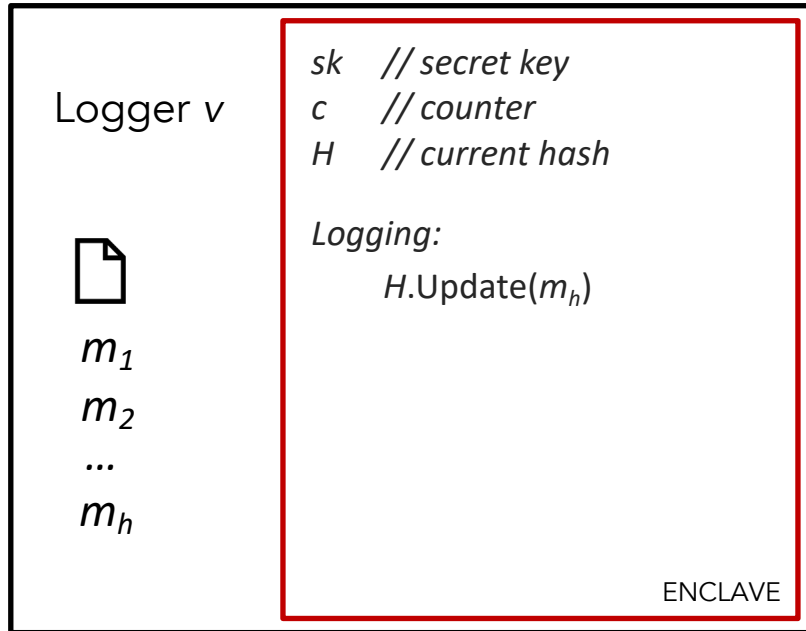 Logger v
m1
m2
…
mh
sk // secret key
c // counter
H // current hash
Logging:
H.Update(mh)
ENCLAVE